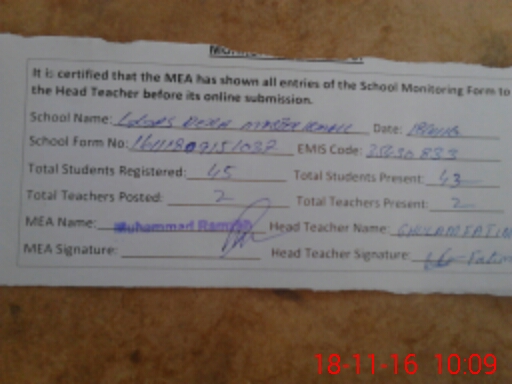 It is certified that the MEA has shown all entries of the School Monitoring Form to
the Head Teacher before its online submission.
School Name: Date:
School Form No: EMIS Code:
Total Students Registered: 45 Total Students Present: 43
Total Teachers Posted: 2 Total Teachers Present: 2
MEA Name: Muhammad Head Teacher Name: GHULAM FATIM
MEA Signature: Head Teacher Signature: Fatim
18-11-16 10:09